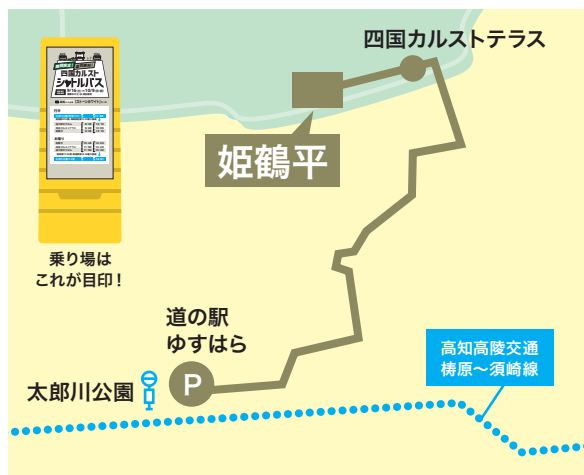 四国カルスト
シャトルバス
乗り場は
これが目印！
四国カルストテラス
姫鶴平
道の駅
ゆすはら
P
太郎川公園
高知高陵交通
梼原〜須崎線